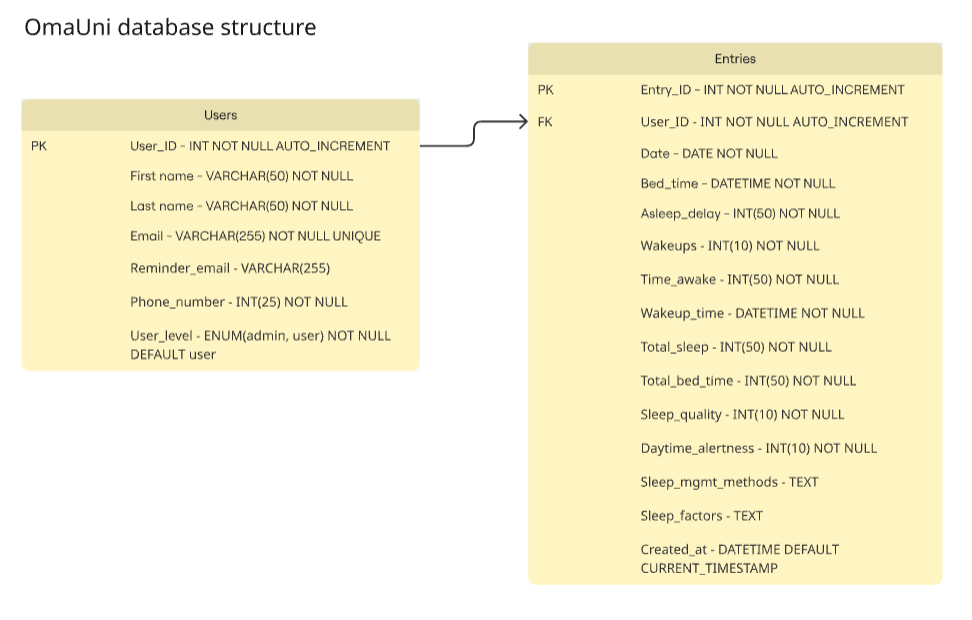 OmaUni database structure
Users
PK
User_ID – INT NOT NULL AUTO_INCREMENT
First name – VARCHAR(50) NOT NULL
Last name – VARCHAR(50) NOT NULL
Email – VARCHAR(255) NOT NULL UNIQUE
Reminder_email - VARCHAR(255)
Phone_number - INT(25) NOT NULL
User_level - ENUM(admin, user) NOT NULL
DEFAULT user
Entries
PK
Entry_ID – INT NOT NULL AUTO_INCREMENT
FK
User_ID - INT NOT NULL AUTO_INCREMENT
Date – DATE NOT NULL
Bed_time – DATETIME NOT NULL
Asleep_delay – INT(50) NOT NULL
Wakeups - INT(10) NOT NULL
Time_awake - INT(50) NOT NULL
Wakeup_time - DATETIME NOT NULL
Total_sleep - INT(50) NOT NULL
Total_bed_time - INT(50) NOT NULL
Sleep_quality - INT(10) NOT NULL
Daytime_alertness - INT(10) NOT NULL
Sleep_mgmt_methods - TEXT
Sleep_factors - TEXT
Created_at - DATETIME DEFAULT
CURRENT_TIMESTAMP